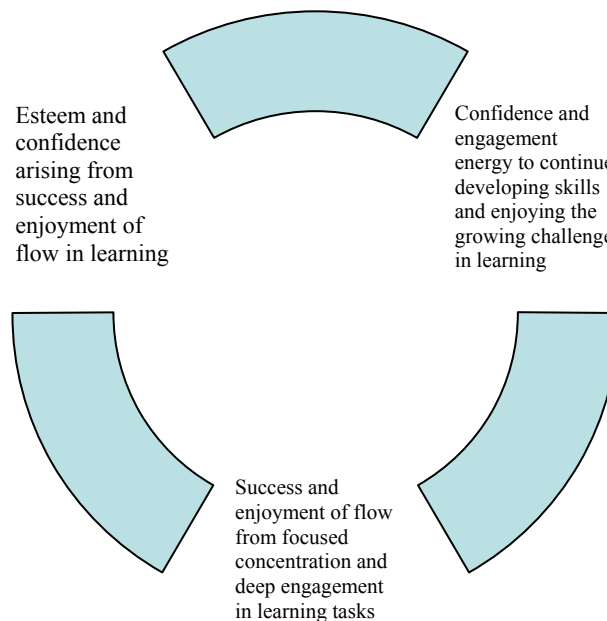 Esteem and
confidence
arising from
success and
enjoyment of
flow in learning
Confidence and
engagement
energy to continue
developing skills
and enjoying the
growing challenge
in learning
Success and
enjoyment of flow
from focused
concentration and
deep engagement
in learning tasks